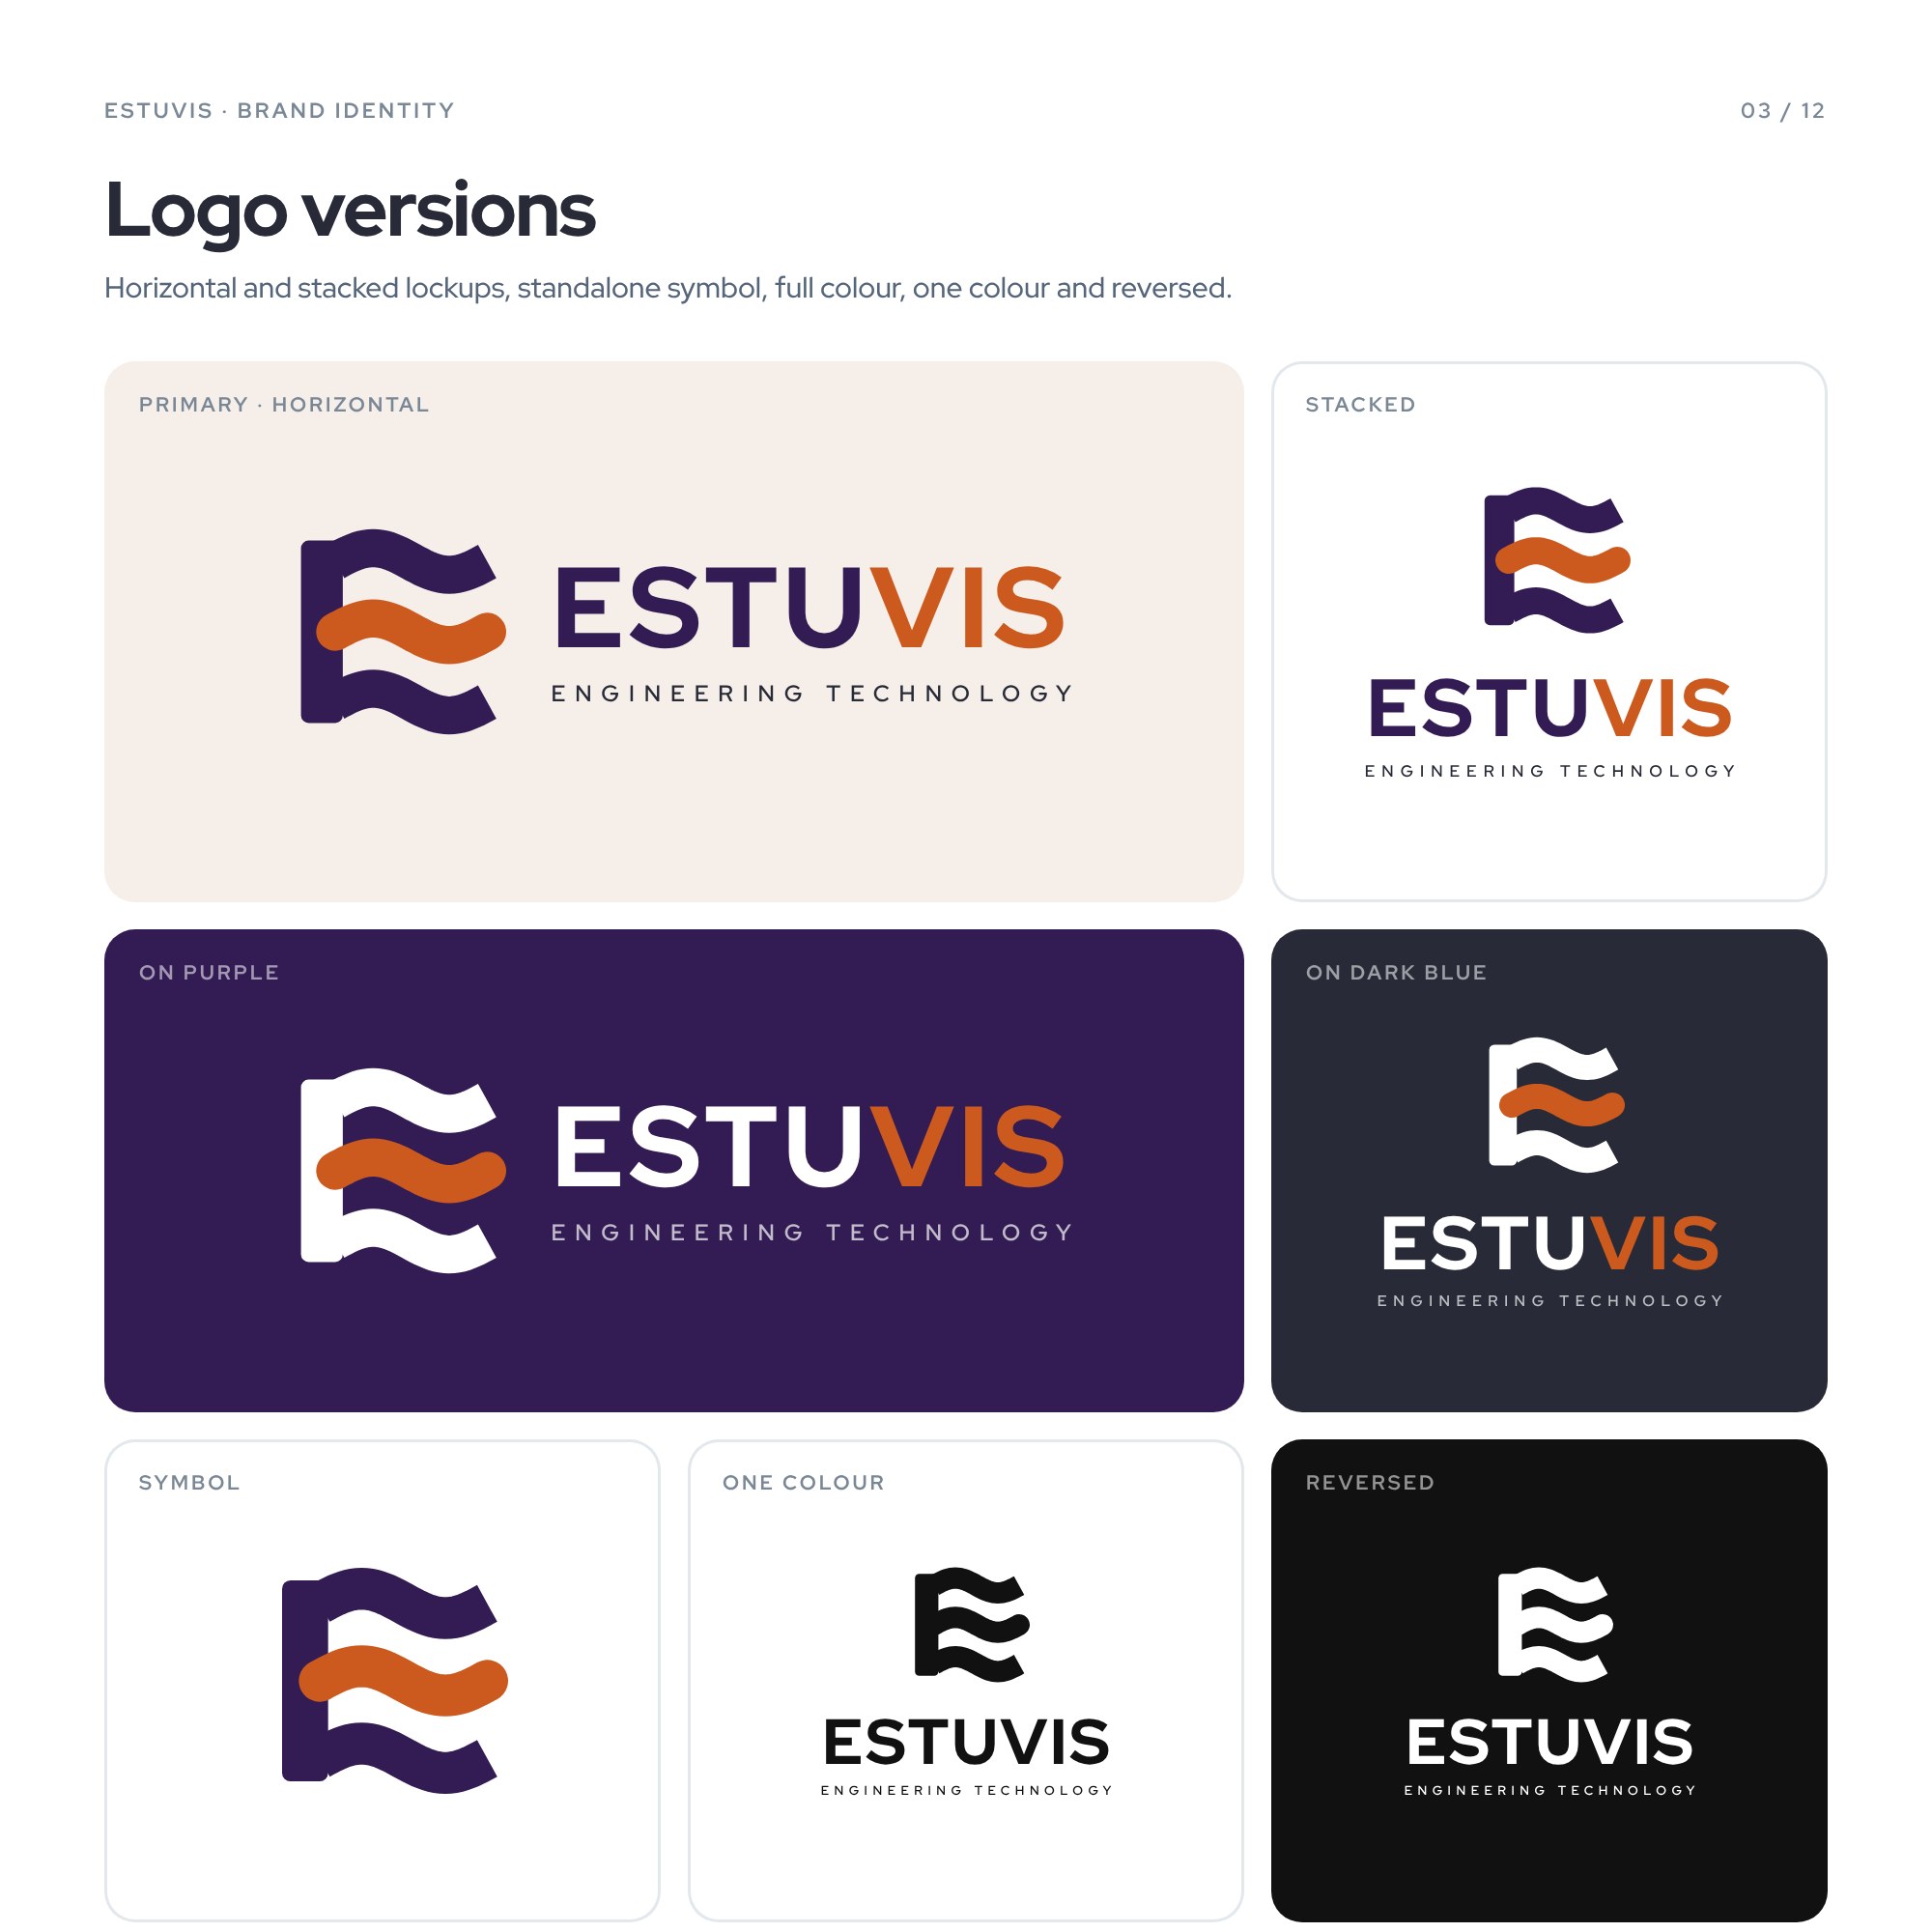 ESTUVIS · BRAND IDENTITY
03 / 12
Logo versions
Horizontal and stacked lockups, standalone symbol, full colour, one colour and reversed.
PRIMARY · HORIZONTAL
ESTUVIS
ENGINEERING TECHNOLOGY
STACKED
ESTUVIS
ENGINEERING TECHNOLOGY
ON PURPLE
ESTUVIS
ENGINEERING TECHNOLOGY
ON DARK BLUE
ESTUVIS
ENGINEERING TECHNOLOGY
SYMBOL
ONE COLOUR
ESTUVIS
ENGINEERING TECHNOLOGY
REVERSED
ESTUVIS
ENGINEERING TECHNOLOGY